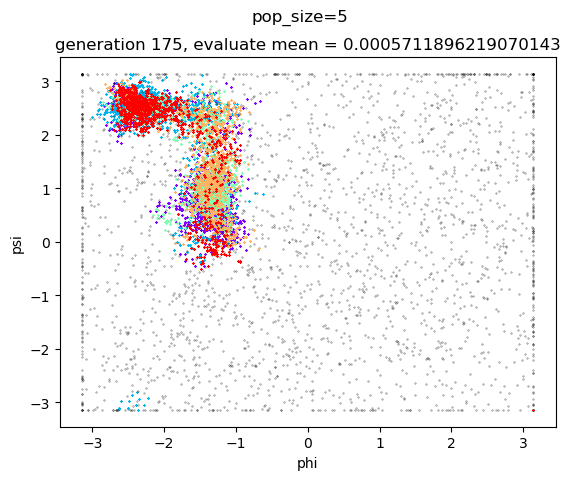 pop_size=5
generation 175, evaluate mean = 0.0005711896219070143
3
2
1
0
−1
−2
−3
psi
−3 −2 −1 0 1 2 3
phi